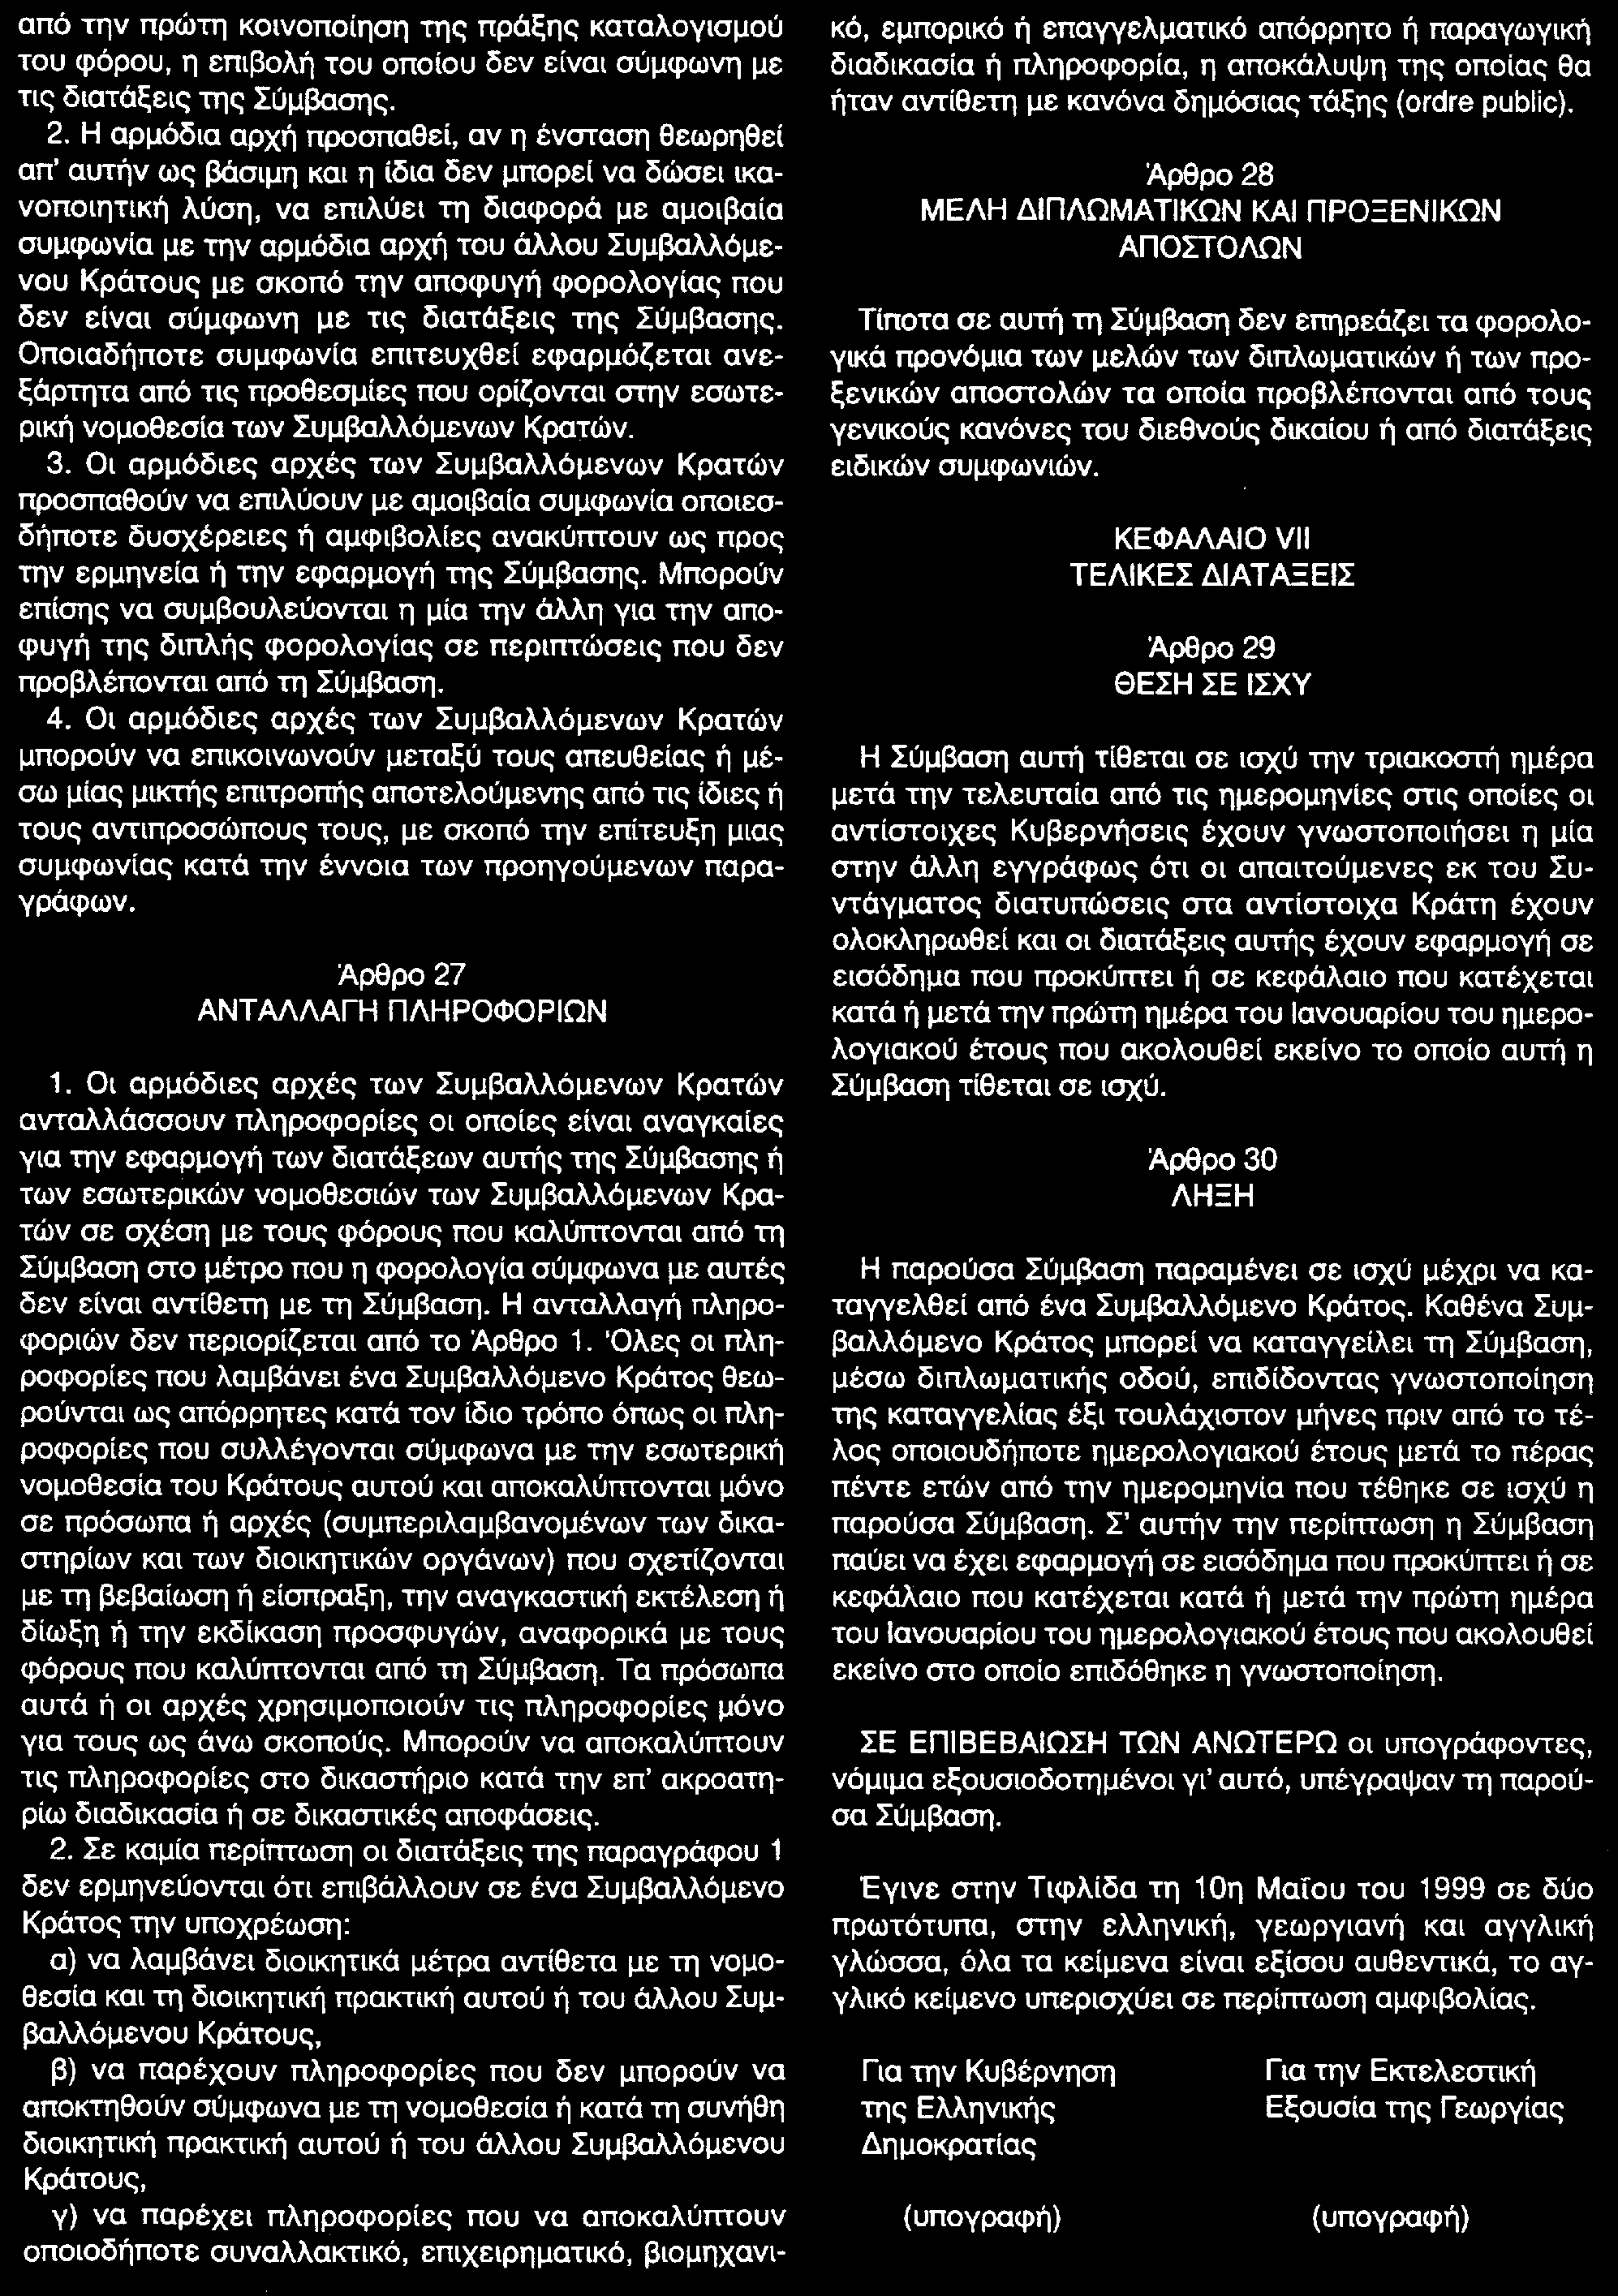 από την πρώτη κοινοποίηση της πράξης καταλογισμού
του φόρου, η επιβολή του οποίου δεν είναι σύμφωνη με
τις διατάξεις της Σύμβασης.
2. Η αρμόδια αρχή προσπαθεί, αν η ένσταση θεωρηθεί
απ’ αυτήν ως βάσιμη και η ίδια δεν μπορεί να δώσει ικα-
νοποιητική λύση, να επιλύει τη διαφορά με αμοιβαία
συμφωνία με την αρμόδια αρχή του άλλου Συμβαλλόμε-
νου Κράτους με σκοπό την αποφυγή φορολογίας που
δεν είναι σύμφωνη με τις διατάξεις της Σύμβασης.
Οποιαδήποτε συμφωνία επιτευχθεί εφαρμόζεται ανε-
ξάρτητα από τις προθεσμίες που ορίζονται στην εσωτε-
ρική νομοθεσία των Συμβαλλόμενων Κρατών.
3. Οι αρμόδιες αρχές των Συμβαλλόμενων Κρατών
προσπαθούν να επιλύουν με αμοιβαία συμφωνία οποιεσ-
δήποτε δυσχέρειες ή αμφιβολίες ανακύπτουν ως προς
την ερμηνεία ή την εφαρμογή της Σύμβασης. Μπορούν
επίσης να συμβουλεύονται η μία την άλλη για την απο-
φυγή της διπλής φορολογίας σε περιπτώσεις που δεν
προβλέπονται από τη Σύμβαση.
4. Οι αρμόδιες αρχές των Συμβαλλόμενων Κρατών
μπορούν να επικοινωνούν μεταξύ τους απευθείας ή μέ-
σω μίας μικτής επιτροπής αποτελούμενης από τις ίδιες ή
τους αντιπροσώπους τους, με σκοπό την επίτευξη μιας
συμφωνίας κατά την έννοια των προηγούμενων παρα-
γράφων.
Άρθρο 27
ΑΝΤΑΛΛΑΓΗ ΠΛΗΡΟΦΟΡΙΩΝ
1. Οι αρμόδιες αρχές των Συμβαλλόμενων Κρατών
ανταλλάσσουν πληροφορίες οι οποίες είναι αναγκαίες
για την εφαρμογή των διατάξεων αυτής της Σύμβασης ή
των εσωτερικών νομοθεσιών των Συμβαλλόμενων Κρα-
τών σε σχέση με τους φόρους που καλύπτονται από τη
Σύμβαση στο μέτρο που η φορολογία σύμφωνα με αυτές
δεν είναι αντίθετη με τη Σύμβαση. Η ανταλλαγή πληρο-
φοριών δεν περιορίζεται από το Άρθρο 1. Όλες οι πλη-
ροφορίες που λαμβάνει ένα Συμβαλλόμενο Κράτος θεω-
ρούνται ως απόρρητες κατά τον ίδιο τρόπο όπως οι πλη-
ροφορίες που συλλέγονται σύμφωνα με την εσωτερική
νομοθεσία του Κράτους αυτού και αποκαλύπτονται μόνο
σε πρόσωπα ή αρχές (συμπεριλαμβανομένων των δικα-
στηρίων και των διοικητικών οργάνων) που σχετίζονται
με τη βεβαίωση ή είσπραξη, την αναγκαστική εκτέλεση ή
δίωξη ή την εκδίκαση προσφυγών, αναφορικά με τους
φόρους που καλύπτονται από τη Σύμβαση. Τα πρόσωπα
αυτά ή οι αρχές χρησιμοποιούν τις πληροφορίες μόνο
για τους ως άνω σκοπούς. Μπορούν να αποκαλύπτουν
τις πληροφορίες στο δικαστήριο κατά την επ’ ακροατη-
ρίω διαδικασία ή σε δικαστικές αποφάσεις.
2. Σε καμία περίπτωση οι διατάξεις της παραγράφου 1
δεν ερμηνεύονται ότι επιβάλλουν σε ένα Συμβαλλόμενο
Κράτος την υποχρέωση:
α) να λαμβάνει διοικητικά μέτρα αντίθετα με τη νομο-
θεσία και τη διοικητική πρακτική αυτού ή του άλλου Συμ-
βαλλόμενου Κράτους,
β) να παρέχουν πληροφορίες που δεν μπορούν να
αποκτηθούν σύμφωνα με τη νομοθεσία ή κατά τη συνήθη
διοικητική πρακτική αυτού ή του άλλου Συμβαλλόμενου
Κράτους,
γ) να παρέχει πληροφορίες που να αποκαλύπτουν
οποιοδήποτε συναλλακτικό, επιχειρηματικό, βιομηχανι-
κό, εμπορικό ή επαγγελματικό απόρρητο ή παραγωγική
διαδικασία ή πληροφορία, η αποκάλυψη της οποίας θα
ήταν αντίθετη με κανόνα δημόσιας τάξης (ordre public).
Άρθρο 28
ΜΕΛΗ ΔΙΠΛΩΜΑΤΙΚΩΝ ΚΑΙ ΠΡΟΞΕΝΙΚΩΝ
ΑΠΟΣΤΟΛΩΝ
Τίποτα σε αυτή τη Σύμβαση δεν επηρεάζει τα φορολο-
γικά προνόμια των μελών των διπλωματικών ή των προ-
ξενικών αποστολών τα οποία προβλέπονται από τους
γενικούς κανόνες του διεθνούς δικαίου ή από διατάξεις
ειδικών συμφωνιών.
ΚΕΦΑΛΑΙΟ VII
ΤΕΛΙΚΕΣ ΔΙΑΤΑΞΕΙΣ
Άρθρο 29
ΘΕΣΗ ΣΕ ΙΣΧΥ
Η Σύμβαση αυτή τίθεται σε ισχύ την τριακοστή ημέρα
μετά την τελευταία από τις ημερομηνίες στις οποίες οι
αντίστοιχες Κυβερνήσεις έχουν γνωστοποιήσει η μία
στην άλλη εγγράφως ότι οι απαιτούμενες εκ του Συ-
ντάγματος διατυπώσεις στα αντίστοιχα Κράτη έχουν
ολοκληρωθεί και οι διατάξεις αυτής έχουν εφαρμογή σε
εισόδημα που προκύπτει ή σε κεφάλαιο που κατέχεται
κατά ή μετά την πρώτη ημέρα του Ιανουαρίου του ημερο-
λογιακού έτους που ακολουθεί εκείνο το οποίο αυτή η
Σύμβαση τίθεται σε ισχύ.
Άρθρο 30
ΛΗΞΗ
Η παρούσα Σύμβαση παραμένει σε ισχύ μέχρι να κα-
ταγγελθεί από ένα Συμβαλλόμενο Κράτος. Καθένα Συμ-
βαλλόμενο Κράτος μπορεί να καταγγείλει τη Σύμβαση,
μέσω διπλωματικής οδού, επιδίδοντας γνωστοποίηση
της καταγγελίας έξι τουλάχιστον μήνες πριν από το τέ-
λος οποιουδήποτε ημερολογιακού έτους μετά το πέρας
πέντε ετών από την ημερομηνία που τέθηκε σε ισχύ η
παρούσα Σύμβαση. Σ’ αυτήν την περίπτωση η Σύμβαση
παύει να έχει εφαρμογή σε εισόδημα που προκύπτει ή σε
κεφάλαιο που κατέχεται κατά ή μετά την πρώτη ημέρα
του Ιανουαρίου του ημερολογιακού έτους που ακολουθεί
εκείνο στο οποίο επιδόθηκε η γνωστοποίηση.
ΣΕ ΕΠΙΒΕΒΑΙΩΣΗ ΤΩΝ ΑΝΩΤΕΡΩ οι υπογράφοντες,
νόμιμα εξουσιοδοτημένοι γι’ αυτό, υπέγραψαν τη παρού-
σα Σύμβαση.
Έγινε στην Τιφλίδα τη 10η Μαΐου του 1999 σε δύο
πρωτότυπα, στην ελληνική, γεωργιανή και αγγλική
γλώσσα, όλα τα κείμενα είναι εξίσου αυθεντικά, το αγ-
γλικό κείμενο υπερισχύει σε περίπτωση αμφιβολίας.
Για την Κυβέρνηση
της Ελληνικής
Δημοκρατίας
(υπογραφή)
Για την Εκτελεστική
Εξουσία της Γεωργίας
(υπογραφή)